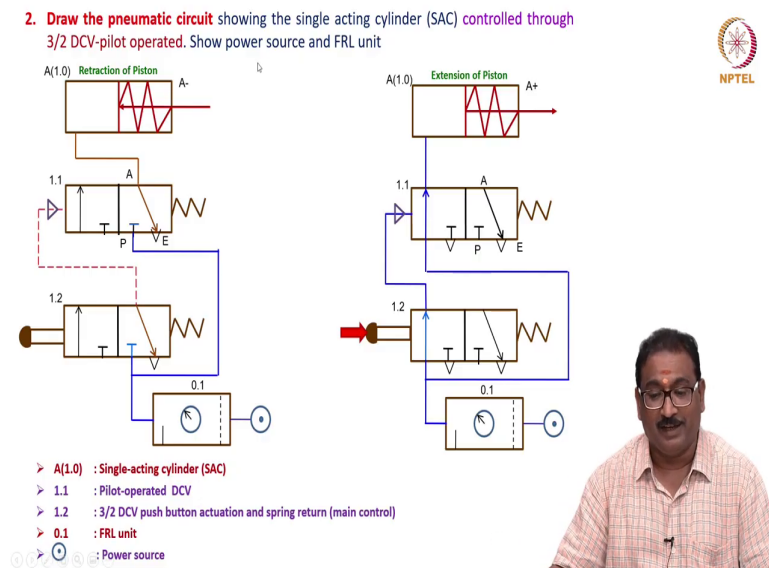 2. Draw the pneumatic circuit showing the single acting cylinder (SAC) controlled through
3/2 DCV-pilot operated. Show power source and FRL unit
NPTEL
A(1.0) Retraction of Piston
A-
A(1.0) Extension of Piston
A+
1.1
A
P
E
1.1
A
P
E
1.2
1.2
0.1
0.1
➢ A(1.0) : Single-acting cylinder (SAC)
➢ 1.1 : Pilot-operated DCV
➢ 1.2 : 3/2 DCV push button actuation and spring return (main control)
➢ 0.1 : FRL unit
➢ : Power source